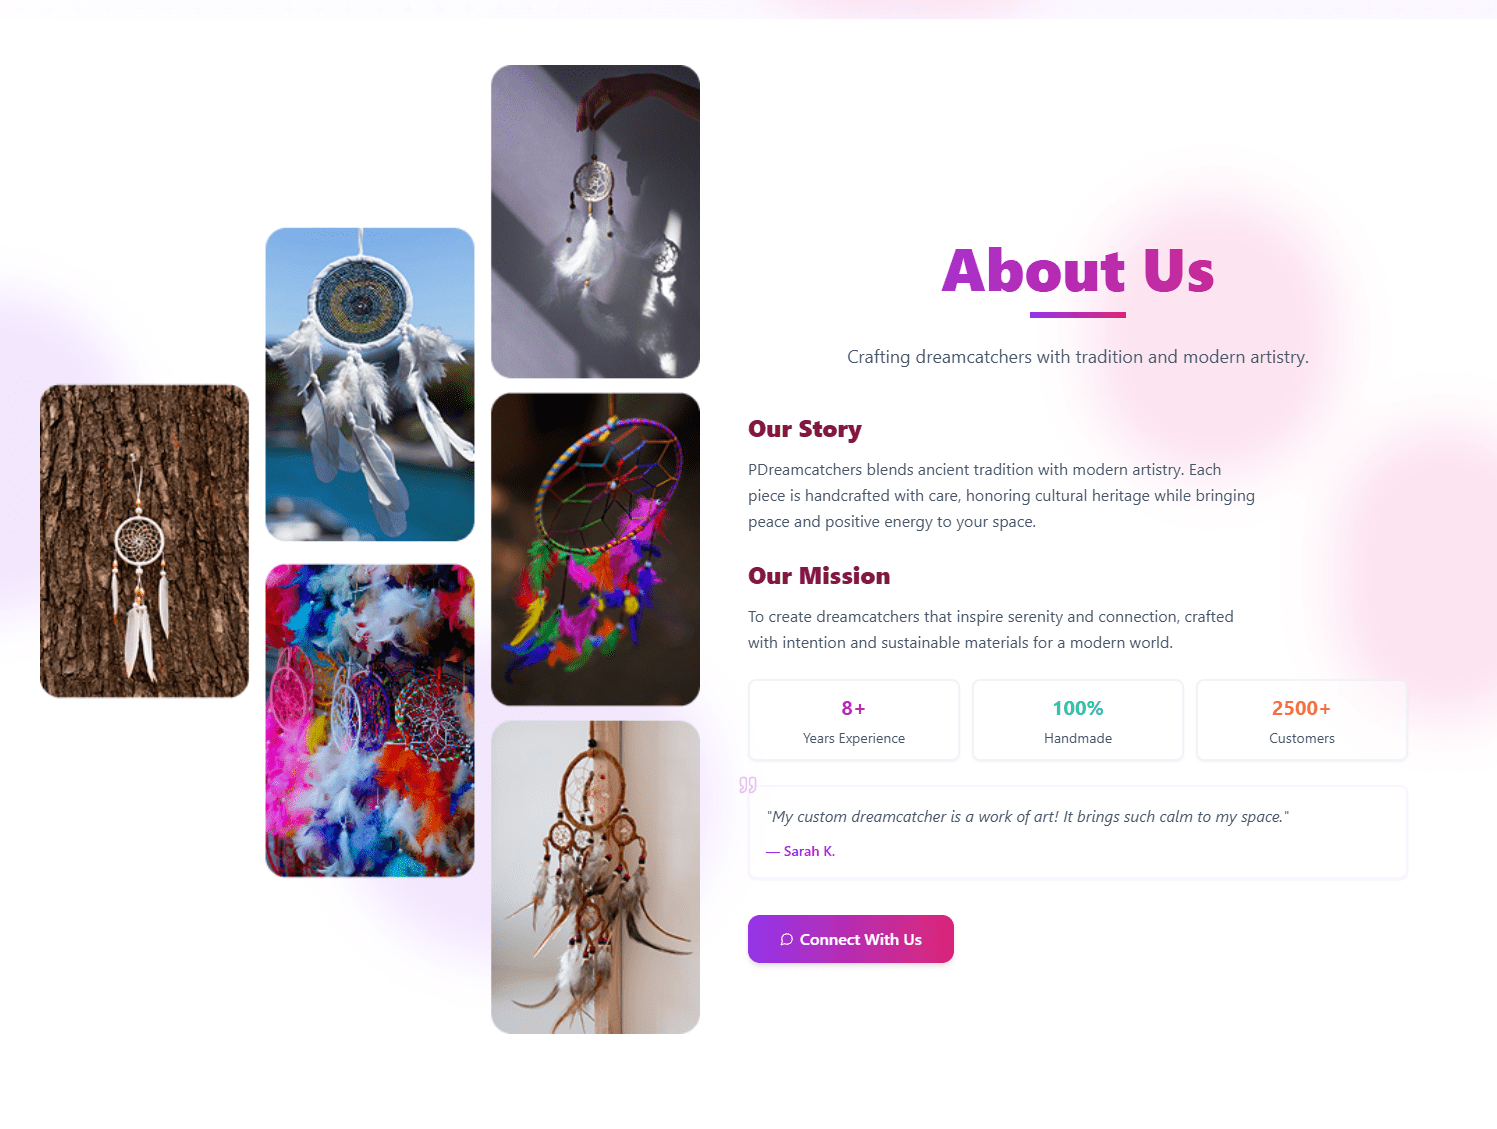 About Us
Crafting dreamcatchers with tradition and modern artistry.
Our Story
PDreamcatchers blends ancient tradition with modern artistry. Each
piece is handcrafted with care, honoring cultural heritage while bringing
peace and positive energy to your space.
Our Mission
To create dreamcatchers that inspire serenity and connection, crafted
with intention and sustainable materials for a modern world.
8+
Years Experience
100%
Handmade
2500+
Customers
"My custom dreamcatcher is a work of art! It brings such calm to my space."
— Sarah K.
Connect With Us